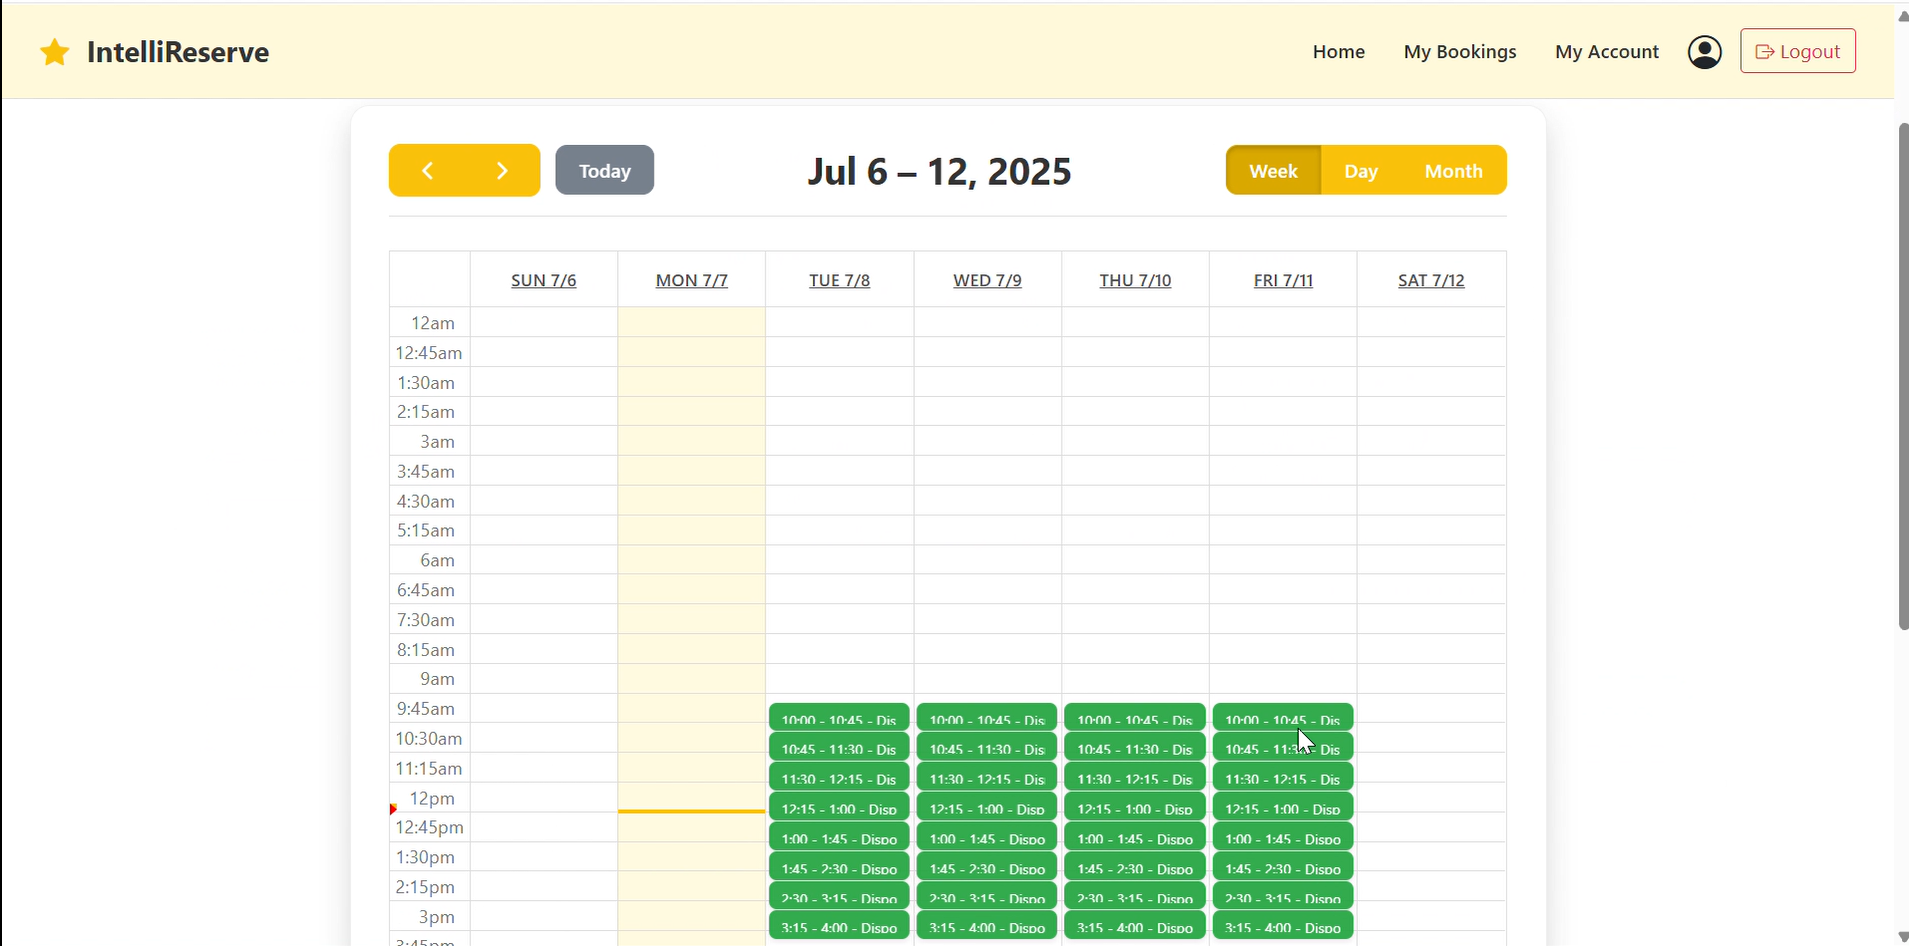 IntelliReserve
Home My Bookings My Account Logout
Today Jul 6 – 12, 2025 Week Day Month
SUN 7/6 MON 7/7 TUE 7/8 WED 7/9 THU 7/10 FRI 7/11 SAT 7/12
12am
12:45am
1:30am
2:15am
3am
3:45am
4:30am
5:15am
6am
6:45am
7:30am
8:15am
9am
9:45am
10:00 - 10:45 - Dis 10:00 - 10:45 - Dis 10:00 - 10:45 - Dis 10:00 - 10:45 - Dis
10:30am
10:45 - 11:30 - Dis 10:45 - 11:30 - Dis 10:45 - 11:30 - Dis 10:45 - 11:30 - Dis
11:15am
11:30 - 12:15 - Dis 11:30 - 12:15 - Dis 11:30 - 12:15 - Dis 11:30 - 12:15 - Dis
12pm
12:15 - 1:00 - Disp 12:15 - 1:00 - Disp 12:15 - 1:00 - Disp 12:15 - 1:00 - Disp
12:45pm
1:00 - 1:45 - Dispo 1:00 - 1:45 - Dispo 1:00 - 1:45 - Dispo 1:00 - 1:45 - Dispo
1:30pm
1:45 - 2:30 - Dispo 1:45 - 2:30 - Dispo 1:45 - 2:30 - Dispo 1:45 - 2:30 - Dispo
2:15pm
2:30 - 3:15 - Dispo 2:30 - 3:15 - Dispo 2:30 - 3:15 - Dispo 2:30 - 3:15 - Dispo
3pm
3:15 - 4:00 - Dispo 3:15 - 4:00 - Dispo 3:15 - 4:00 - Dispo 3:15 - 4:00 - Dispo
3:45pm